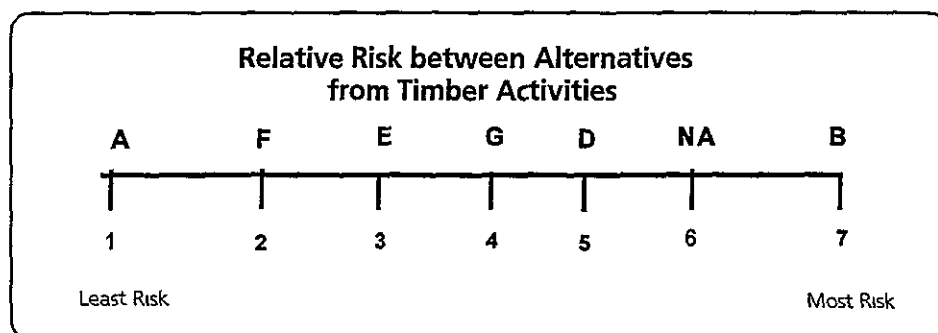 Relative Risk between Alternatives
from Timber Activities
A F E G D NA B
1 2 3 4 5 6 7
Least Risk Most Risk